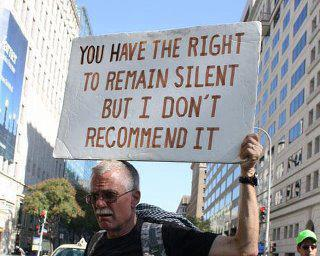 YOU HAVE THE RIGHT
TO REMAIN SILENT
BUT I DON'T
RECOMMEND IT